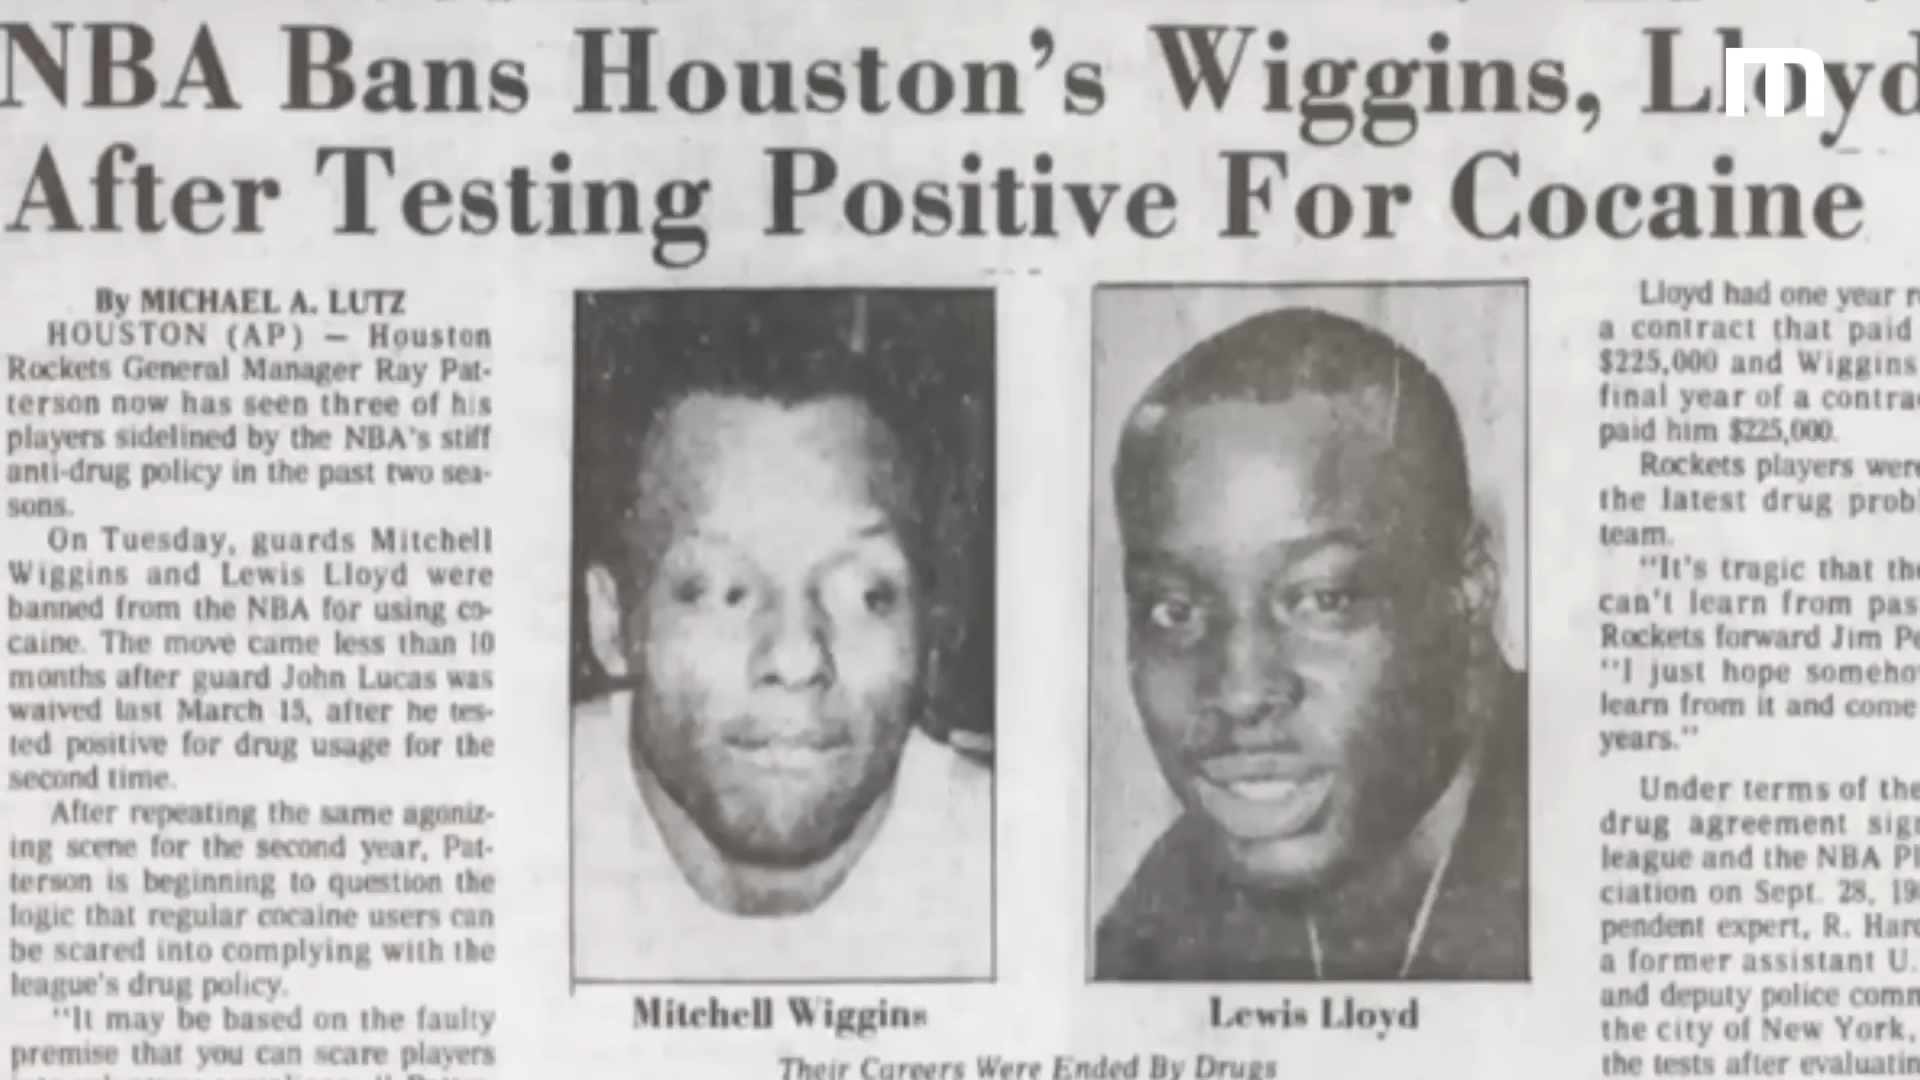 NBA Bans Houston's Wiggins, Lloyd
After Testing Positive For Cocaine
By MICHAEL A. LUTZ
HOUSTON (AP) — Houston
Rockets General Manager Ray Pat-
terson now has seen three of his
players sidelined by the NBA's stiff
anti-drug policy in the past two sea-
sons.
On Tuesday, guards Mitchell
Wiggins and Lewis Lloyd were
banned from the NBA for using co-
caine. The move came less than 10
months after guard John Lucas was
waived last March 15, after he tes-
ted positive for drug usage for the
second time.
After repeating the same agoniz-
ing scene for the second year, Pat-
terson is beginning to question the
logic that regular cocaine users can
be scared into complying with the
league's drug policy.
"It may be based on the faulty
premise that you can scare players
Mitchell Wiggins
Lewis Lloyd
Their Careers Were Ended By Drugs
Lloyd had one year
a contract that paid
$225,000 and Wiggins
final year of a
paid him $225,000.
Rockets players were
the latest drug
team.
"It's tragic that
can't learn from
Rockets forward Jim
"I just hope
learn from it and come
years."
Under terms of the
drug agreement
league and the NBA
ciation on Sept. 28,
pendent expert, R.
a former assistant U.
and deputy police
the city of New York,
the tests after
m